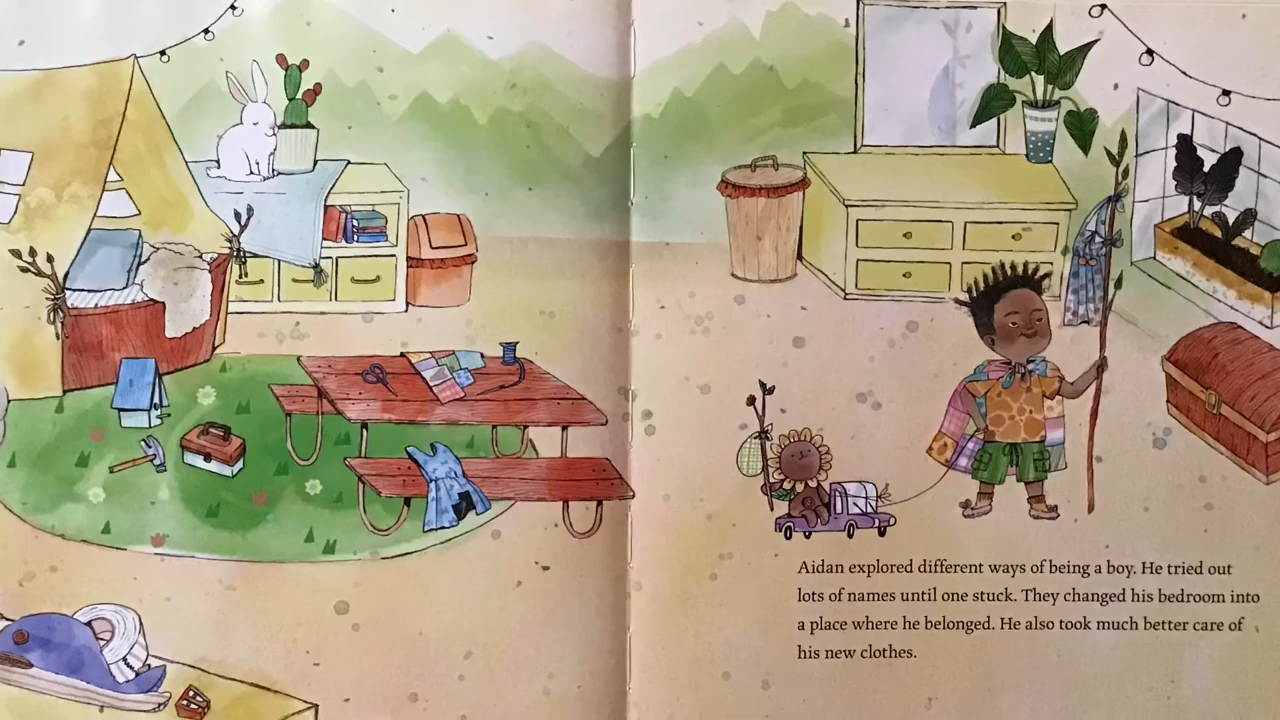 Aidan explored different ways of being a boy. He tried out
lots of names until one stuck. They changed his bedroom into
a place where he belonged. He also took much better care of
his new clothes.